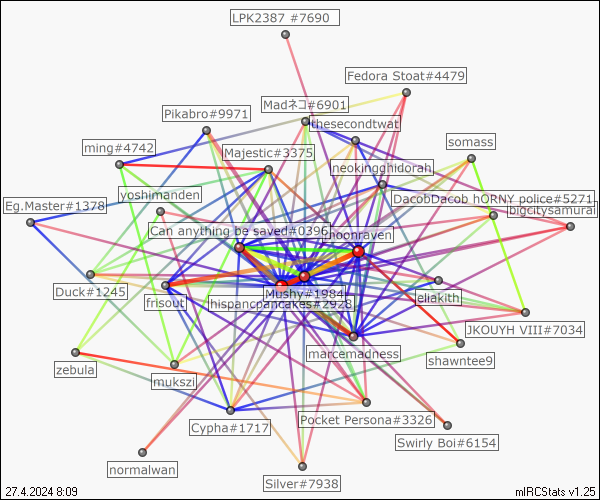 LPK2387 #7690
Fedora Stoat#4479
Madネコ#6901
Pikabro#9971
thesecondtwat
somass
ming#4742
Majestic#3375
neokingghidorah
yoshimanden
DacobDacob hORNY police#5271
Eg.Master#1378
bigcitysamurai
Can anything be saved#0396
noonraven
Duck#1245
frisout
Mushy#1984
hispancpancakes#2978
eliakith
JKOUYH VIII#7034
marcemadness
shawntee9
zebula
mukszi
Cypha#1717
Pocket Persona#3326
Swirly Boi#6154
normalwan
Silver#7938
27.4.2024 8:09
mIRCStats v1.25